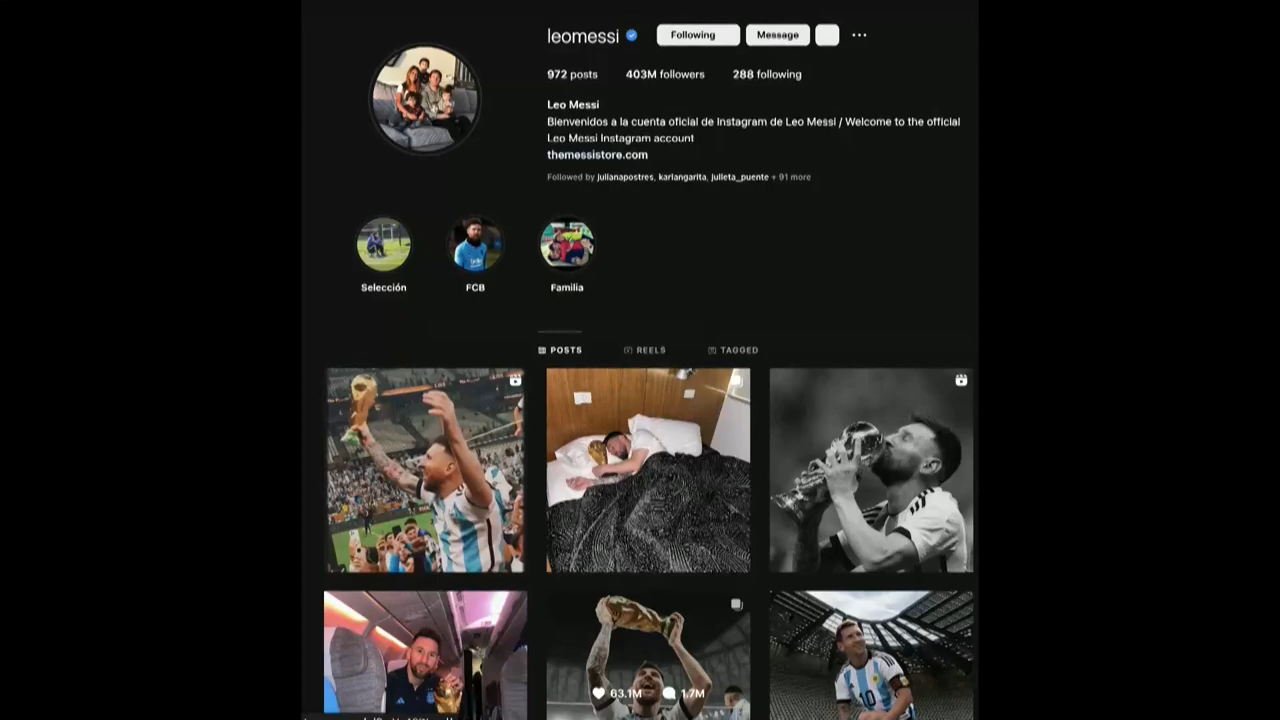 leomessi
Following
Message
972 posts
403M followers
288 following
Leo Messi
Bienvenidos a la cuenta oficial de Instagram de Leo Messi / Welcome to the official
Leo Messi Instagram account
themessistore.com
Followed by julianapostres, karlangarita, julieta_puente + 91 more
Selección
FCB
Familia
POSTS
REELS
TAGGED
10
63.1M
1.7M